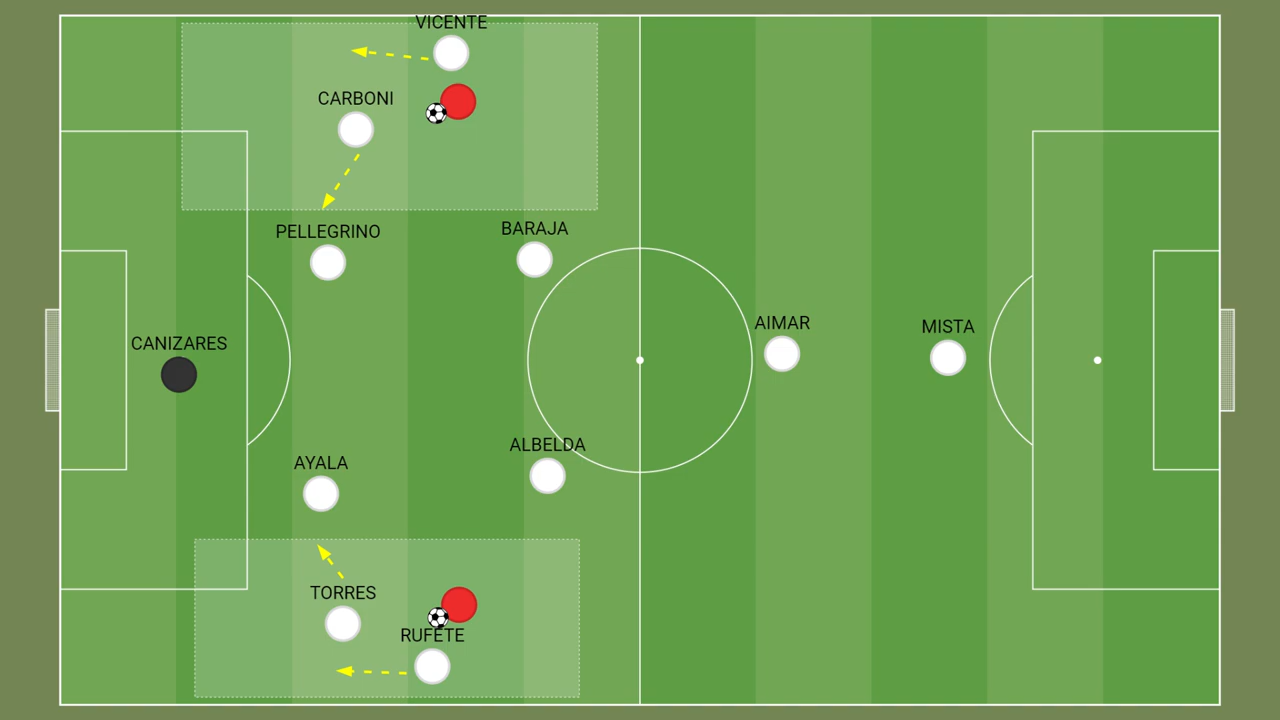 VICENTE
CARBONI
PELLEGRINO
BARAJA
AIMAR
MISTA
CANIZARES
ALBELDA
AYALA
TORRES
RUFETE